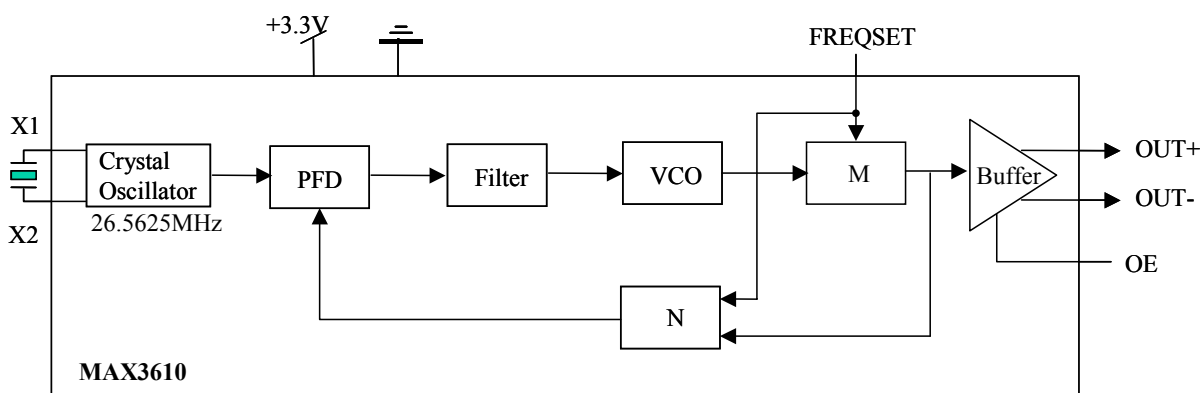 +3.3V
FREQSET
X1
Crystal
Oscillator
PFD
Filter
VCO
M
Buffer
OUT+
OUT-
X2
26.5625MHz
OE
N
MAX3610